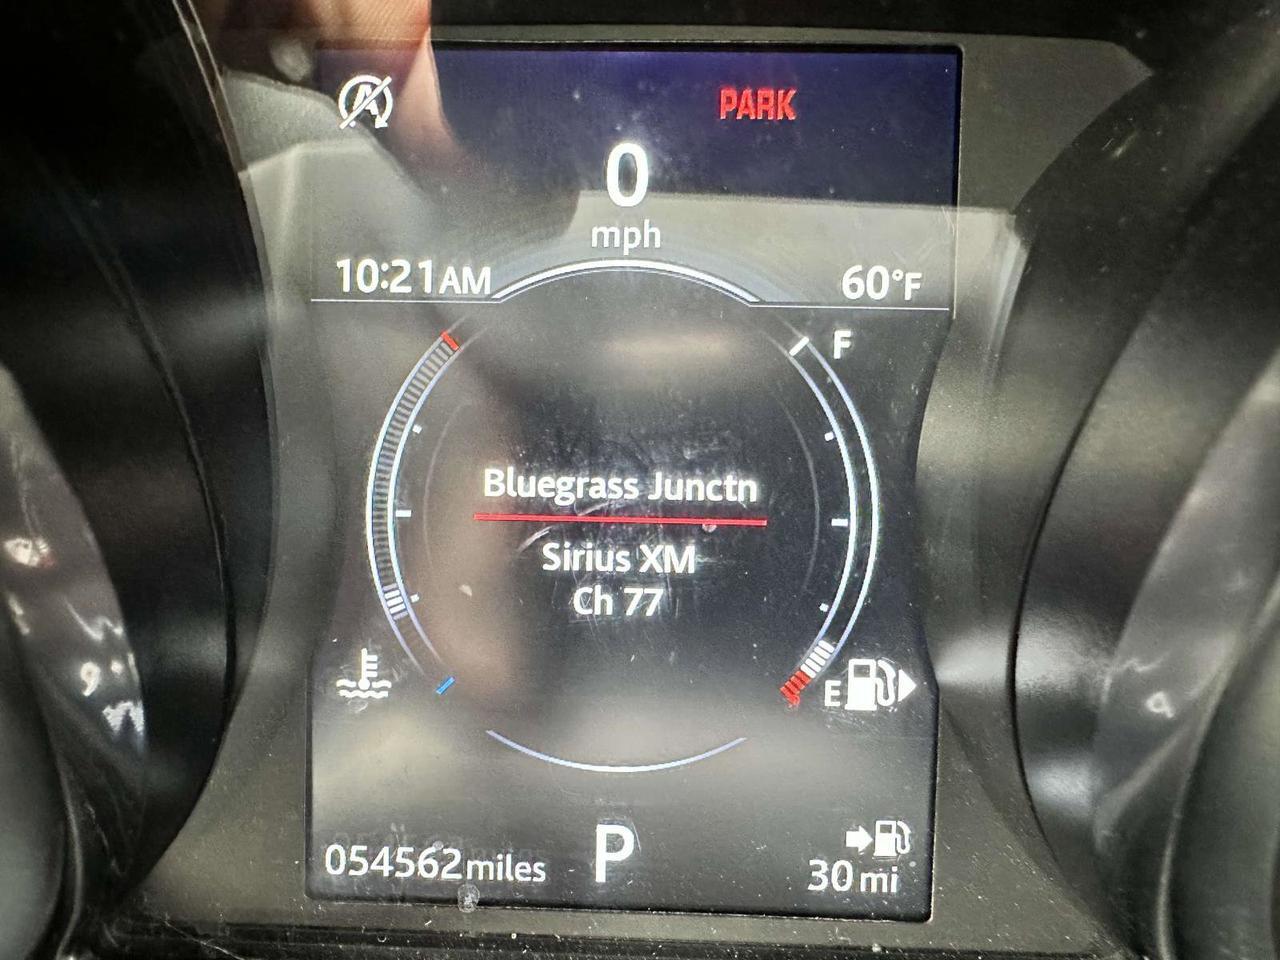 PARK
0
mph
10:21AM
60°F
F
Bluegrass Junctn
Sirius XM
Ch 77
E
054562miles
P
30mi